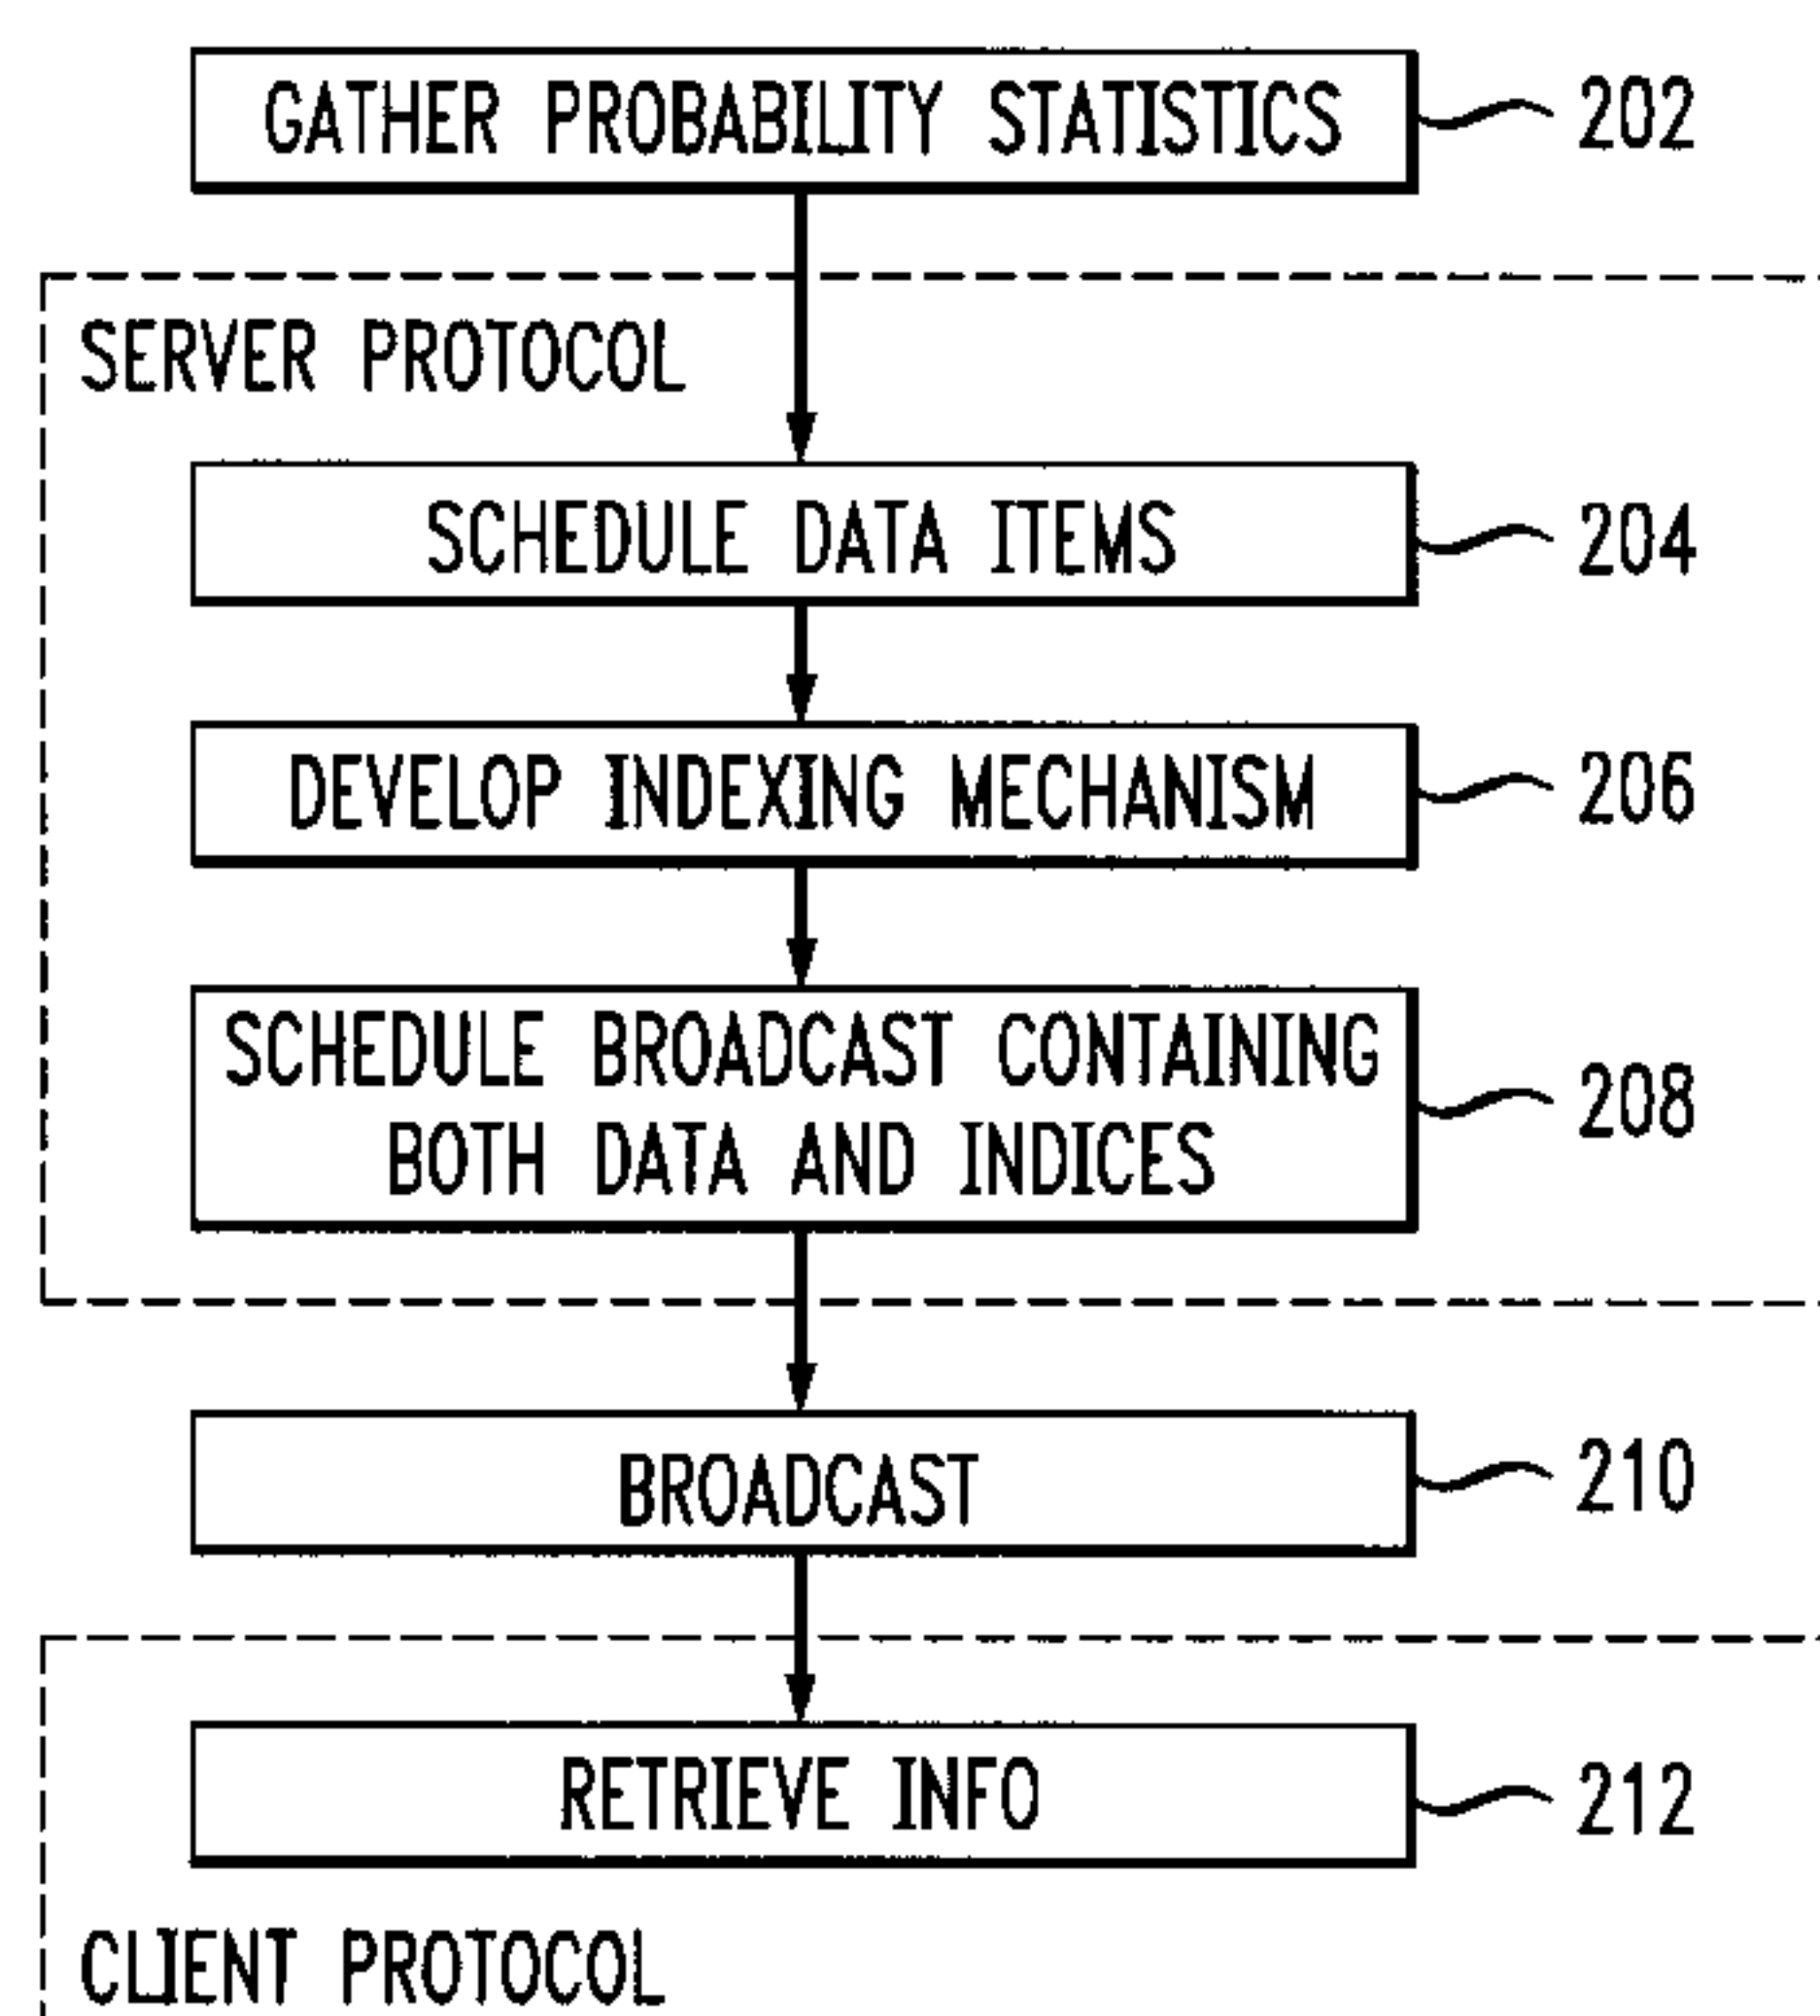 GATHER PROBABILITY STATISTICS 202
SERVER PROTOCOL
SCHEDULE DATA ITEMS 204
DEVELOP INDEXING MECHANISM 206
SCHEDULE BROADCAST CONTAINING
BOTH DATA AND INDICES 208
BROADCAST 210
RETRIEVE INFO 212
CLIENT PROTOCOL